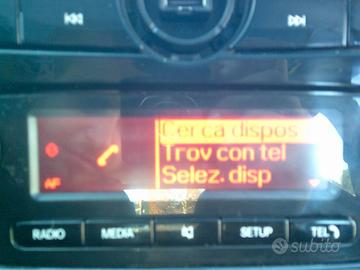 Cerca dispos
Trov con tel
Selez. disp
AF
RADIO
MEDIA
SETUP
TEL
subito